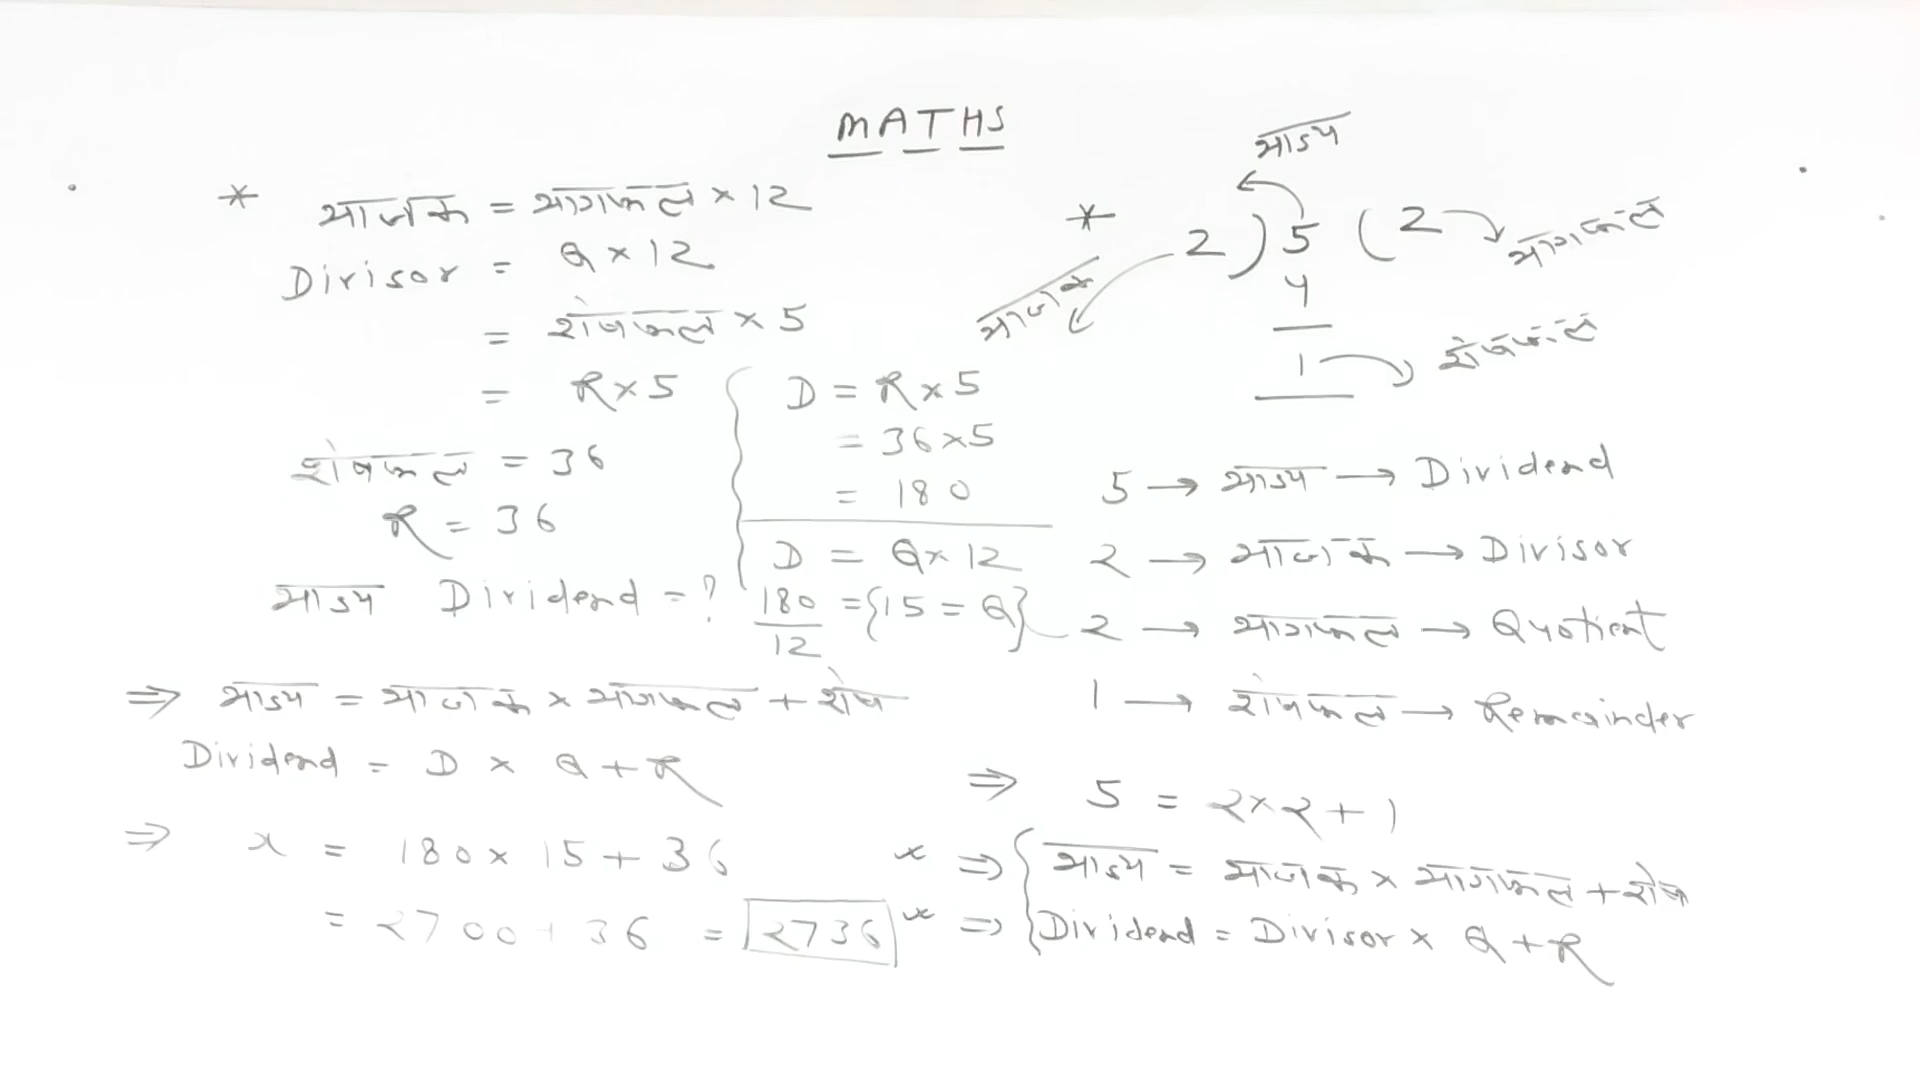 MATHS
* भाजक = भागफल × 12
Divisor = Q × 12
= शेषफल × 5
= R × 5
शेषफल = 36
R = 36
भाज्य Dividend = ?
D = R × 5
= 36 × 5
= 180
D = Q × 12
180/12 = {15 = Q}
⇒ भाज्य = भाजक × भागफल + शेष
Dividend = D × Q + R
⇒ x = 180 × 15 + 36
= 2700 + 36 = 2736
भाज्य
* 2 ) 5 ( 2 भागफल
भाजक
4
1 शेषफल
5 → भाज्य → Dividend
2 → भाजक → Divisor
2 → भागफल → Quotient
1 → शेषफल → Remainder
⇒ 5 = 2 × 2 + 1
* ⇒ { भाज्य = भाजक × भागफल + शेष
* ⇒ { Dividend = Divisor × Q + R